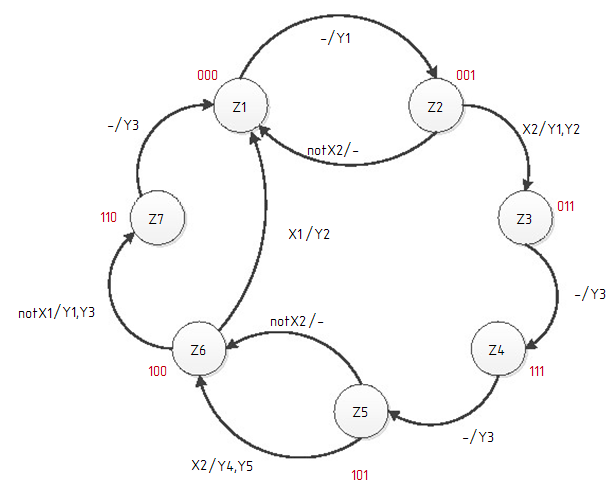 -/Y1
000
001
Z1
Z2
-/Y3
X2/Y1,Y2
notX2/-
110
Z7
011
Z3
X1/Y2
-/Y3
notX1/Y1,Y3
notX2/-
Z6
100
Z4
111
Z5
-/Y3
X2/Y4,Y5
101